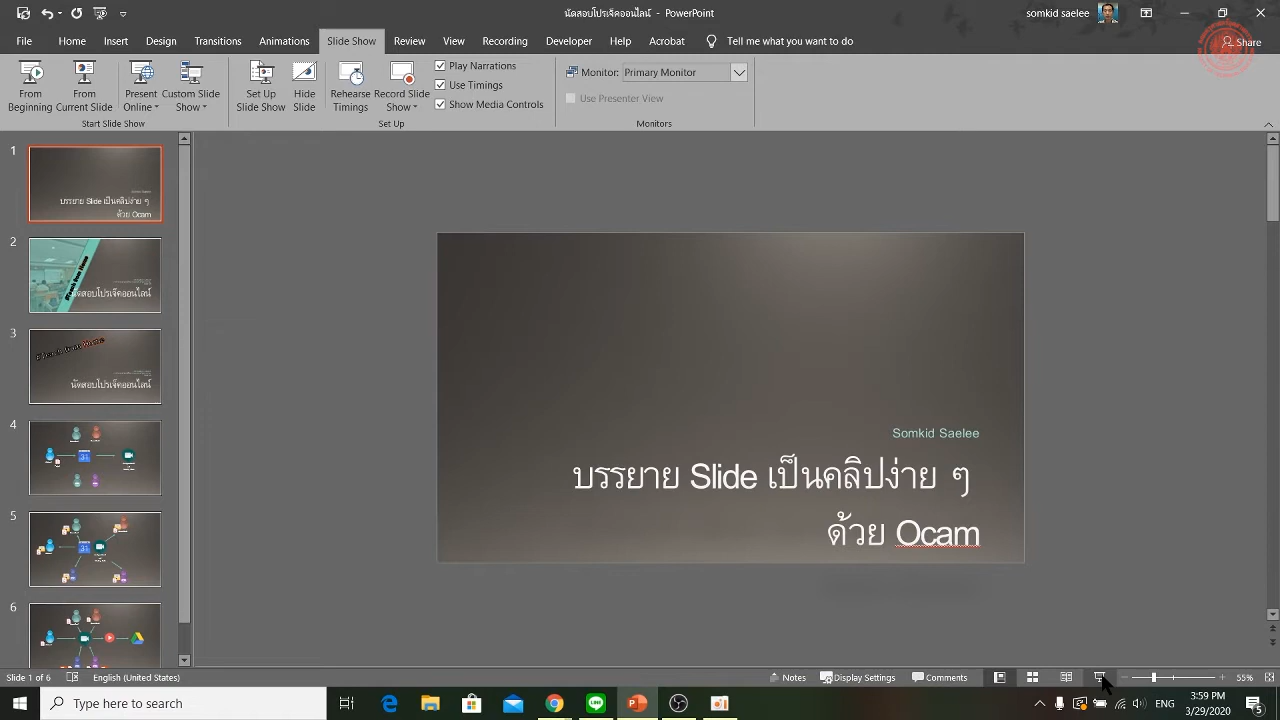 นัดสอบโปรเจ็คออนไลน์ - PowerPoint
somkid saelee
File Home Insert Design Transitions Animations Slide Show Review View Recording Developer Help Acrobat Tell me what you want to do Share
From Beginning
From Current Slide
Present Online
Custom Slide Show
Start Slide Show
Set Up Slide Show
Hide Slide
Rehearse Timings
Record Slide Show
Play Narrations
Use Timings
Show Media Controls
Set Up
Monitor: Primary Monitor
Use Presenter View
Monitors
1
บรรยาย Slide เป็นคลิปง่าย ๆ
ด้วย Ocam
2
นัดสอบโปรเจ็คออนไลน์
3
นัดสอบโปรเจ็คออนไลน์
4
5
6
Somkid Saelee
บรรยาย Slide เป็นคลิปง่าย ๆ
ด้วย Ocam
Slide 1 of 6 English (United States) Notes Display Settings Comments 55%
Type here to search
ENG
3:59 PM
3/29/2020
5